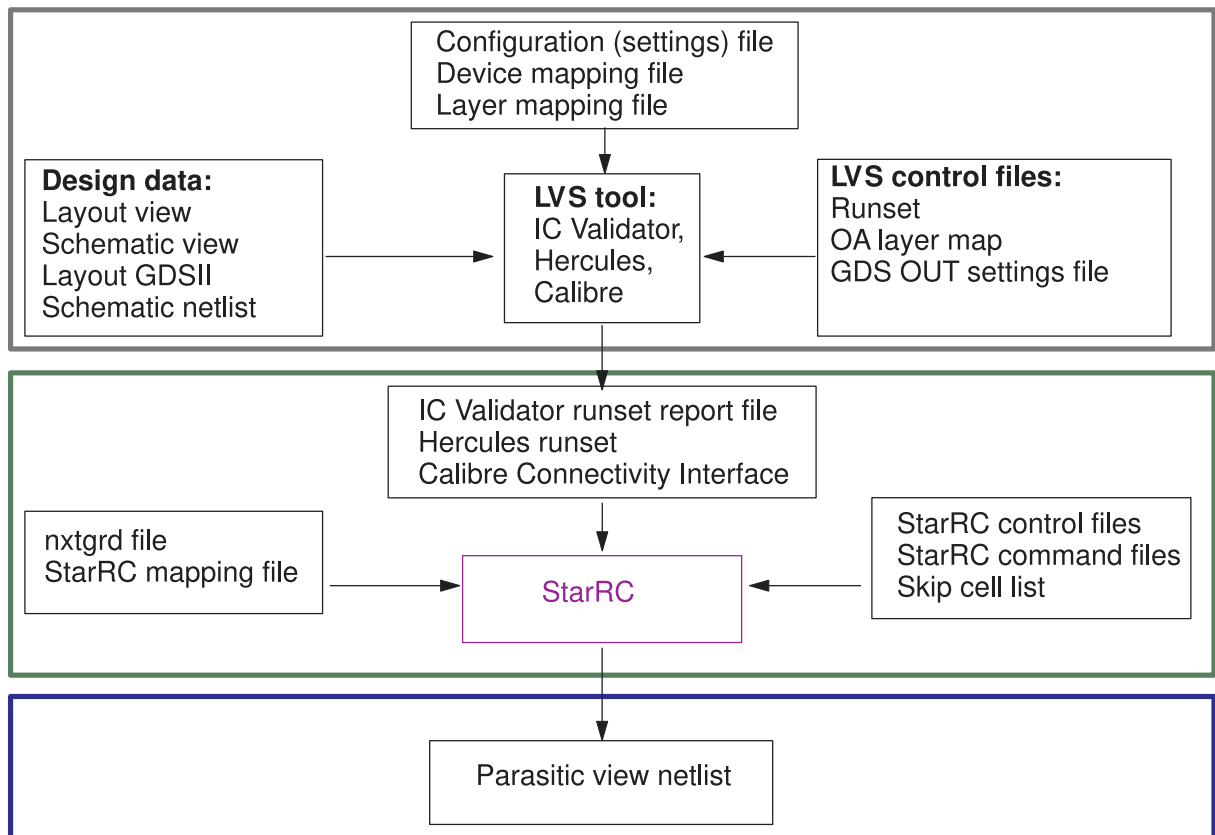 Configuration (settings) file
Device mapping file
Layer mapping file
Design data:
Layout view
Schematic view
Layout GDSII
Schematic netlist
LVS tool:
IC Validator,
Hercules,
Calibre
LVS control files:
Runset
OA layer map
GDS OUT settings file
IC Validator runset report file
Hercules runset
Calibre Connectivity Interface
nxtgrd file
StarRC mapping file
StarRC
StarRC control files
StarRC command files
Skip cell list
Parasitic view netlist